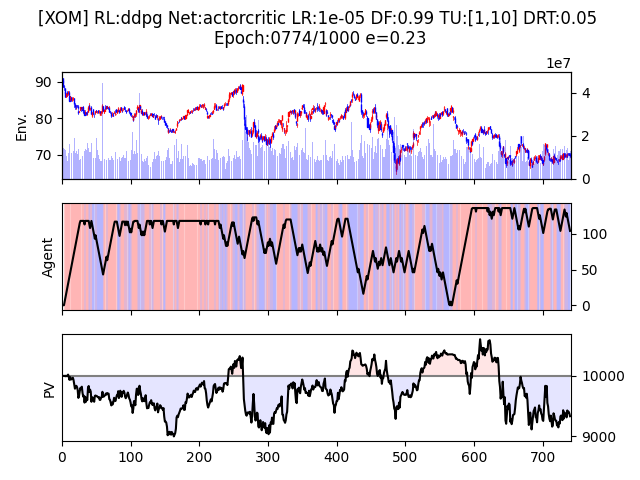 [XOM] RL:ddpg Net:actorcritic LR:1e-05 DF:0.99 TU:[1,10] DRT:0.05
Epoch:0774/1000 e=0.23
1e7
90
80
70
Env.
4
2
0
Agent
100
50
0
PV
10000
9000
0 100 200 300 400 500 600 700